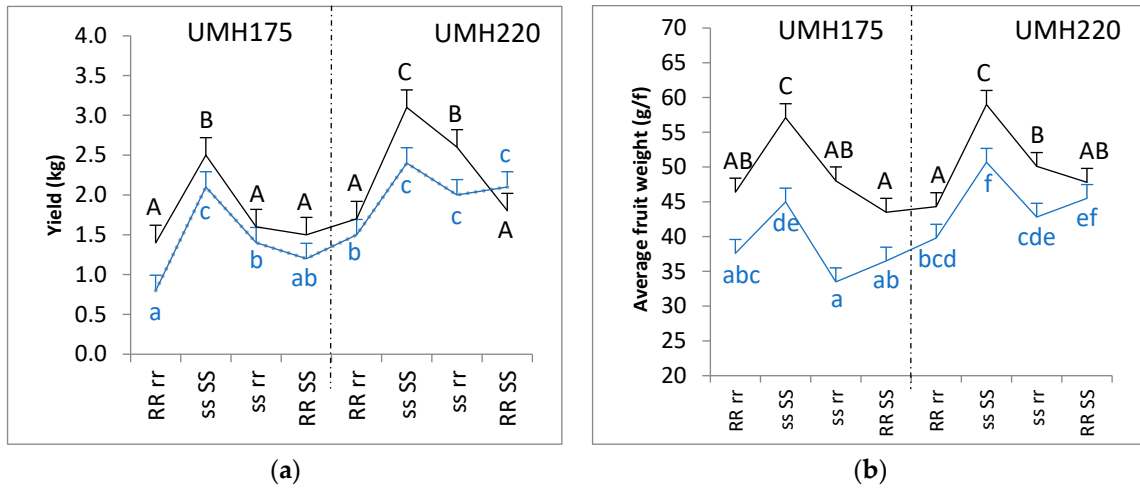 UMH175 UMH220
4.0
3.5
3.0
2.5
2.0
1.5
1.0
0.5
0.0
Yield (kg)
A B A A A C B A
a c b ab b c c c
RR rr ss SS ss rr RR SS RR rr ss SS ss rr RR SS
(a)
UMH175 UMH220
70
65
60
55
50
45
40
35
30
25
20
Average fruit weight (g/f)
AB C AB A A C B AB
abc de a ab bcd f cde ef
RR rr ss SS ss rr RR SS RR rr ss SS ss rr RR SS
(b)